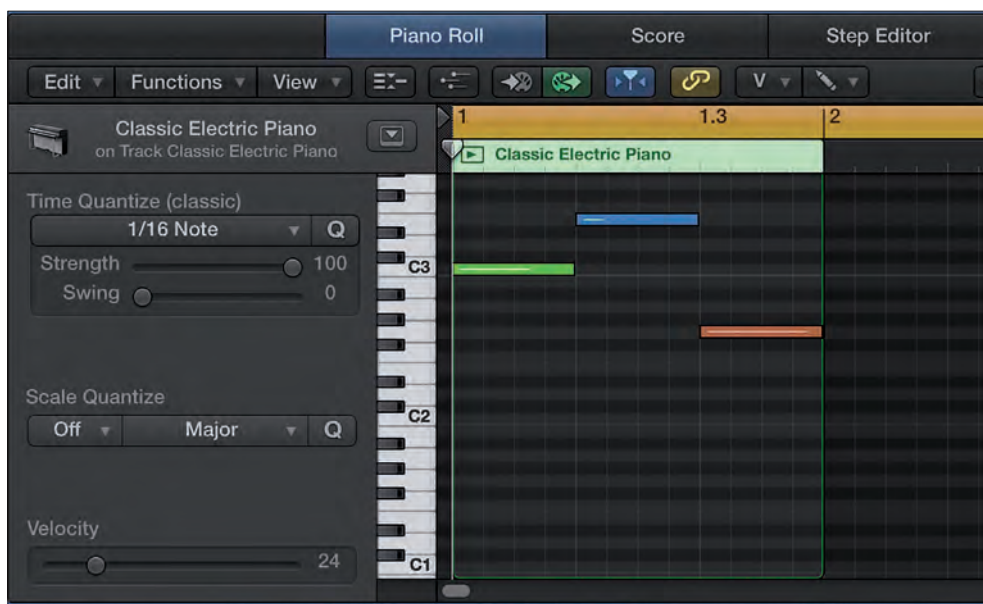 Piano Roll Score Step Editor
Edit Functions View V
1 1.3 2
Classic Electric Piano
on Track Classic Electric Piano
Classic Electric Piano
Time Quantize (classic)
1/16 Note Q
Strength 100
C3
Swing 0
Scale Quantize
C2
Off Major Q
Velocity
24
C1